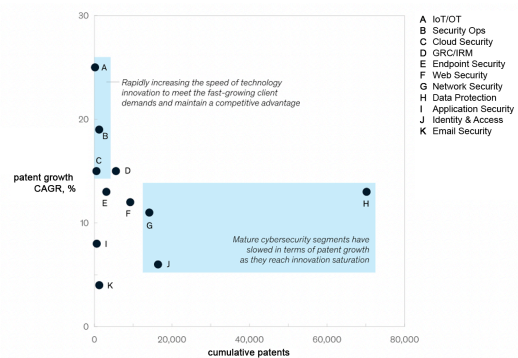 30
A IoT/OT
B Security Ops
C Cloud Security
D GRC/IRM
E Endpoint Security
F Web Security
G Network Security
H Data Protection
I Application Security
J Identity & Access
K Email Security
A
Rapidly increasing the speed of technology
innovation to meet the fast-growing client
demands and maintain a competitive advantage
20
B
C
D
patent growth
CAGR, %
E
F
H
10
G
Mature cybersecurity segments have
slowed in terms of patent growth
as they reach innovation saturation
I
J
K
0
0 20,000 40,000 60,000 80,000
cumulative patents